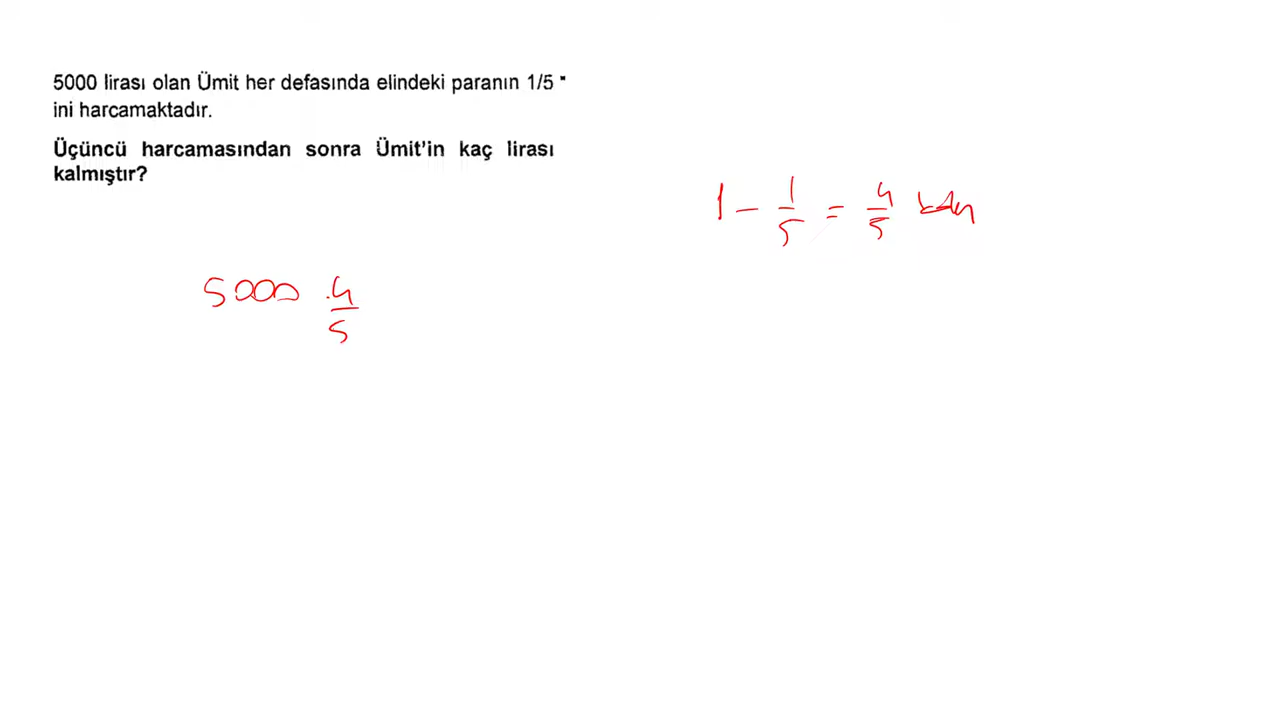 5000 lirası olan Ümit her defasında elindeki paranın 1/5 '
ini harcamaktadır.
Üçüncü harcamasından sonra Ümit'in kaç lirası
kalmıştır?
1 - 1/5 = 4/5 kalan
5000 . 4/5